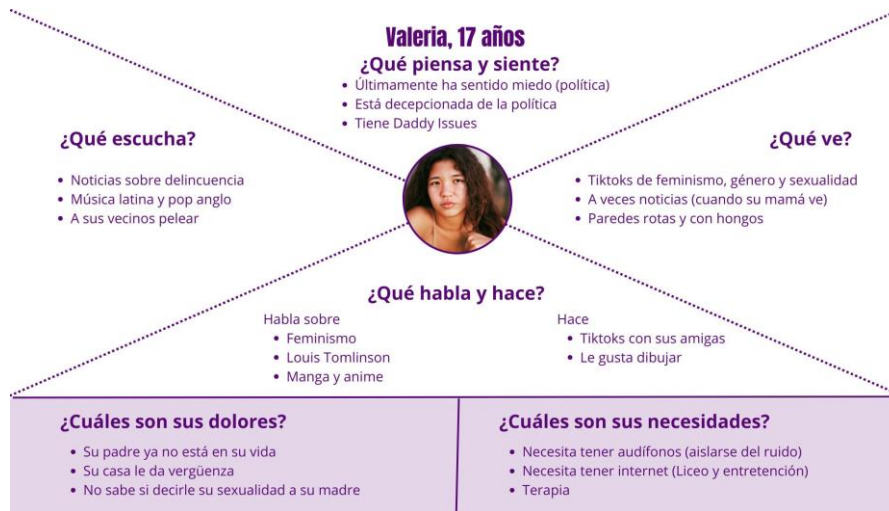 Valeria, 17 años
¿Qué piensa y siente?
• Últimamente ha sentido miedo (política)
• Está decepcionada de la política
• Tiene Daddy Issues
¿Qué escucha?
• Noticias sobre delincuencia
• Música latina y pop anglo
• A sus vecinos pelear
¿Qué ve?
• Tiktoks de feminismo, género y sexualidad
• A veces noticias (cuando su mamá ve)
• Paredes rotas y con hongos
¿Qué habla y hace?
Habla sobre
• Feminismo
• Louis Tomlinson
• Manga y anime
Hace
• Tiktoks con sus amigas
• Le gusta dibujar
¿Cuáles son sus dolores?
• Su padre ya no está en su vida
• Su casa le da vergüenza
• No sabe si decirle su sexualidad a su madre
¿Cuáles son sus necesidades?
• Necesita tener audífonos (aislarse del ruido)
• Necesita tener internet (Liceo y entretención)
• Terapia